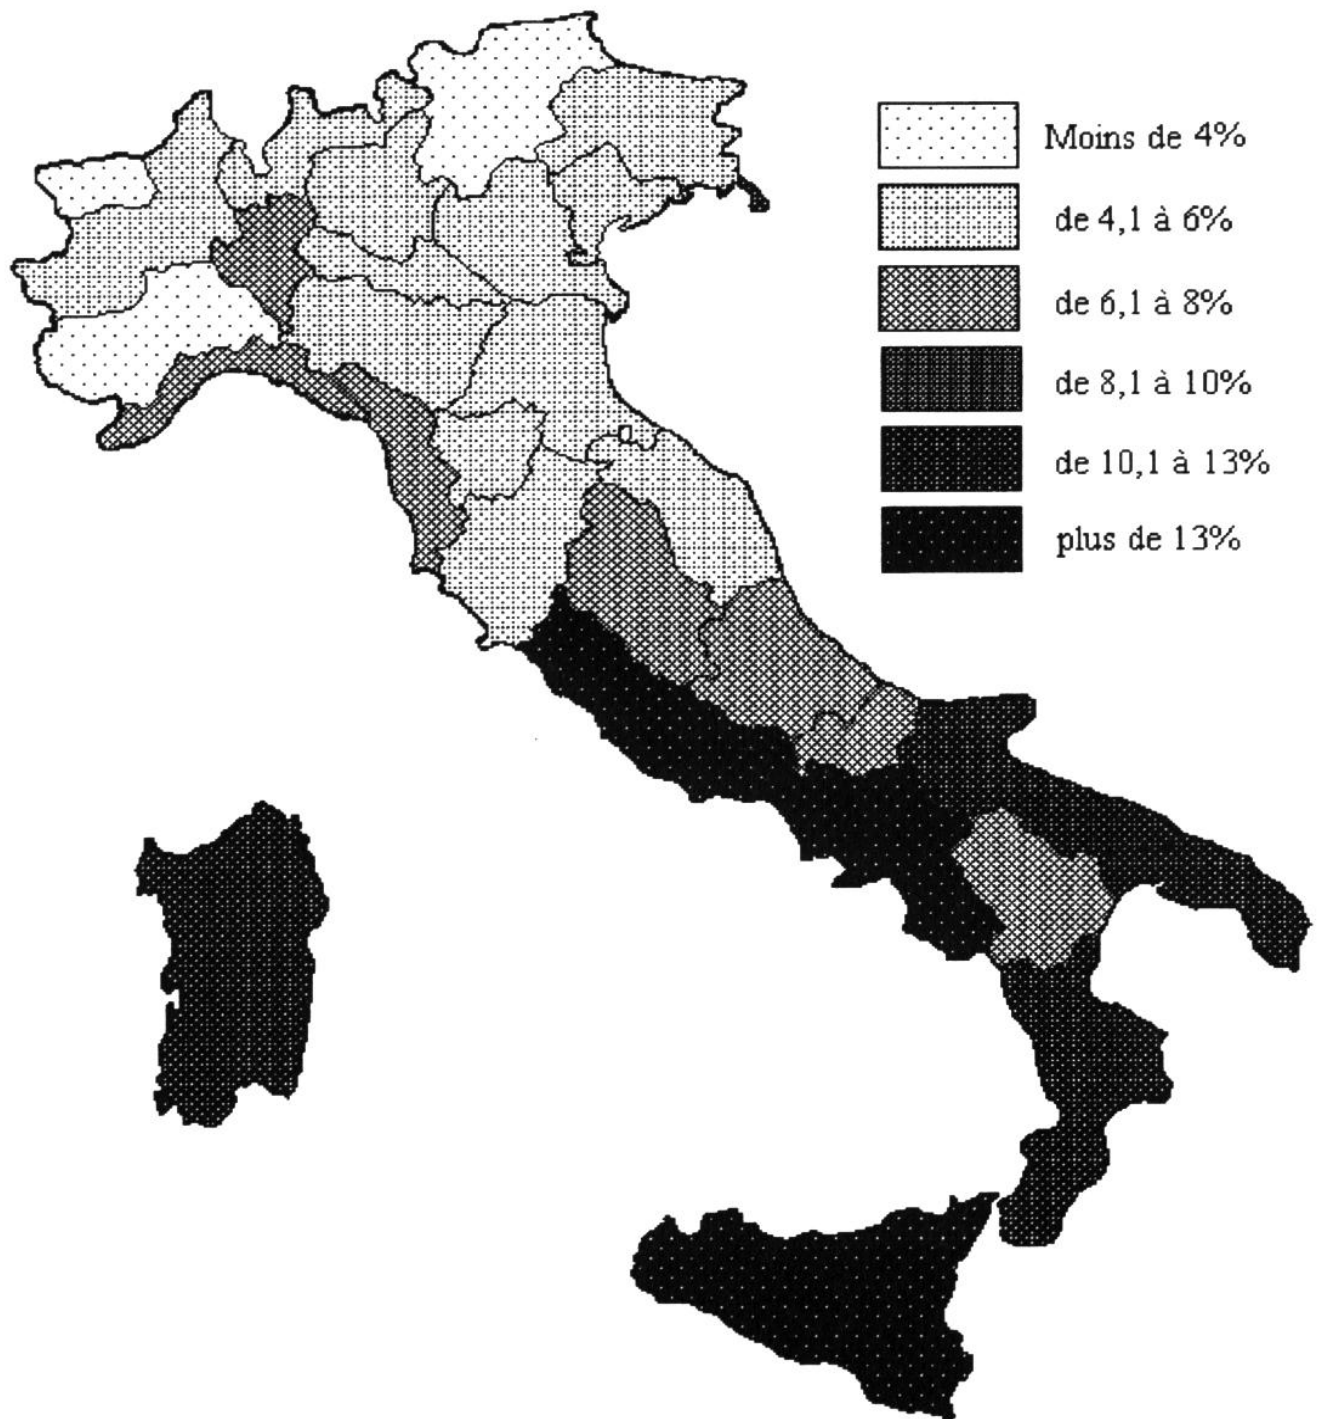 Moins de 4%
de 4,1 à 6%
de 6,1 à 8%
de 8,1 à 10%
de 10,1 à 13%
plus de 13%